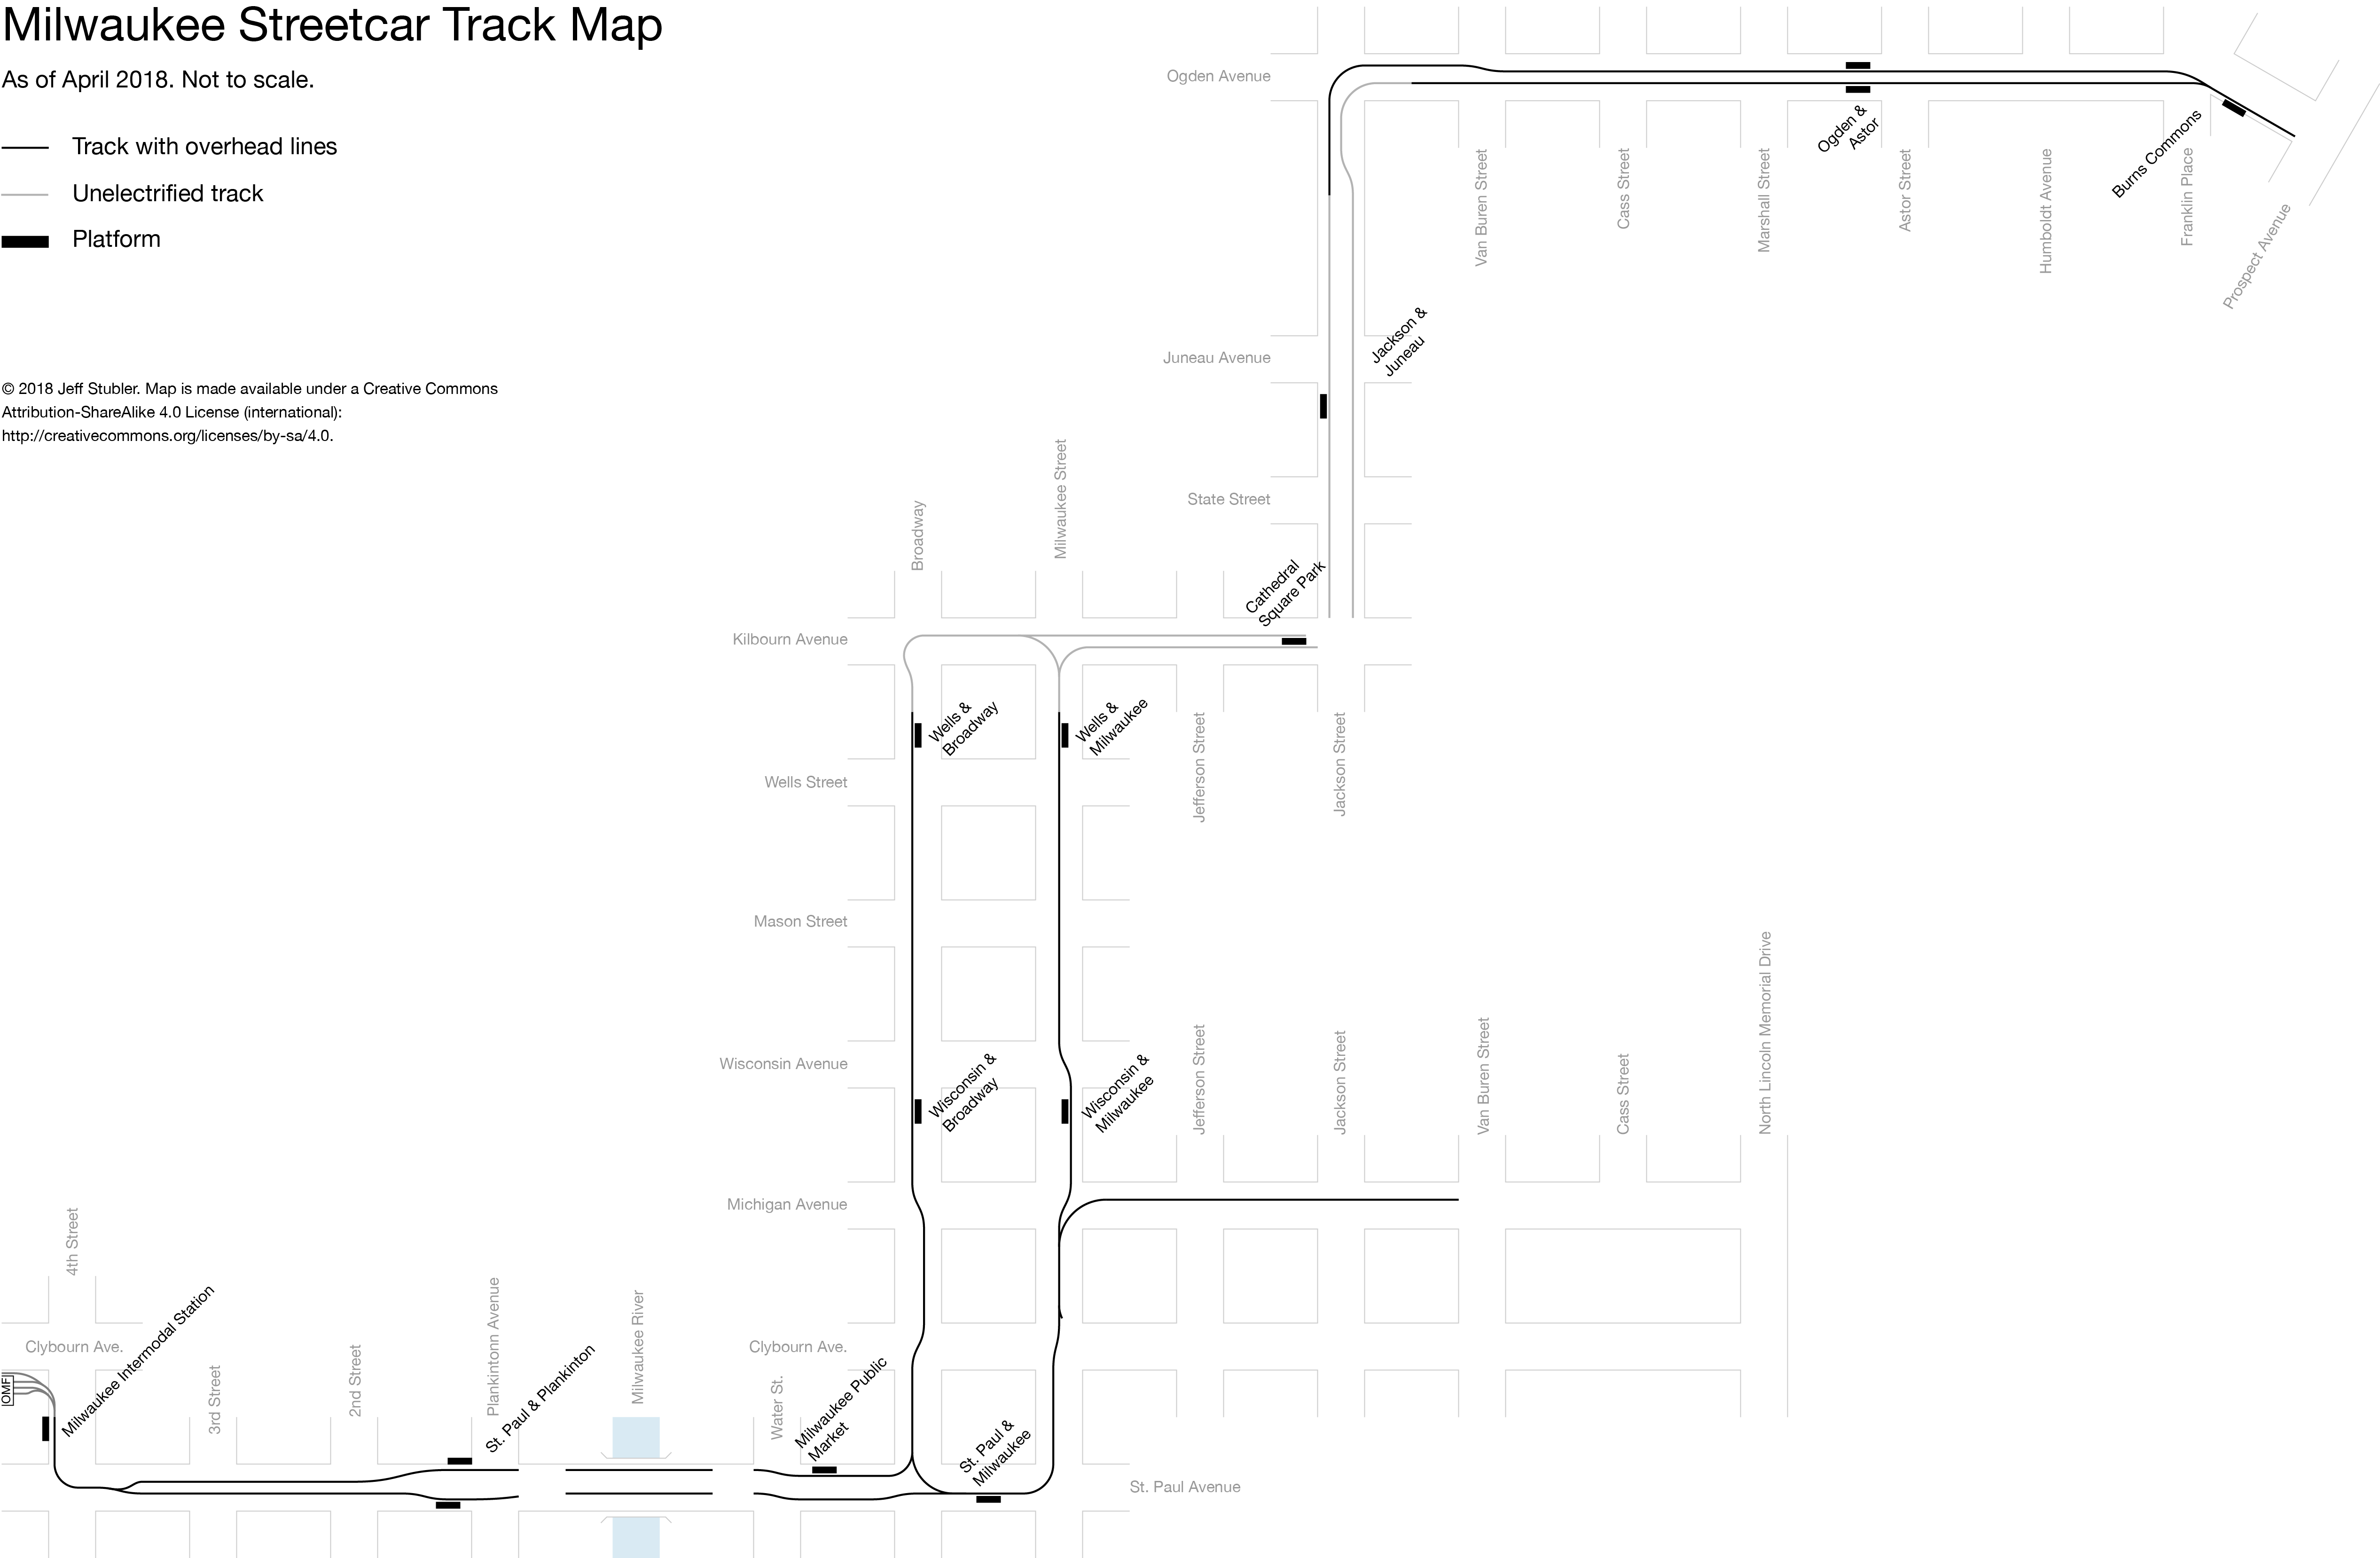 Milwaukee Streetcar Track Map
As of April 2018. Not to scale.
Track with overhead lines
Unelectrified track
Platform
© 2018 Jeff Stubler. Map is made available under a Creative Commons
Attribution-ShareAlike 4.0 License (international):
http://creativecommons.org/licenses/by-sa/4.0.
Ogden Avenue
Ogden &
Astor
Burns Commons
Van Buren Street
Cass Street
Marshall Street
Astor Street
Humboldt Avenue
Franklin Place
Prospect Avenue
Juneau Avenue
Jackson &
Juneau
State Street
Broadway
Milwaukee Street
Cathedral
Square Park
Kilbourn Avenue
Wells &
Broadway
Wells &
Milwaukee
Jefferson Street
Jackson Street
Wells Street
Mason Street
Wisconsin Avenue
Wisconsin &
Broadway
Wisconsin &
Milwaukee
Jefferson Street
Jackson Street
Van Buren Street
Cass Street
North Lincoln Memorial Drive
Michigan Avenue
4th Street
Clybourn Ave.
OMF
Milwaukee Intermodal Station
3rd Street
2nd Street
Plankintonn Avenue
St. Paul & Plankinton
Milwaukee River
Clybourn Ave.
Water St.
Milwaukee Public
Market
St. Paul &
Milwaukee
St. Paul Avenue